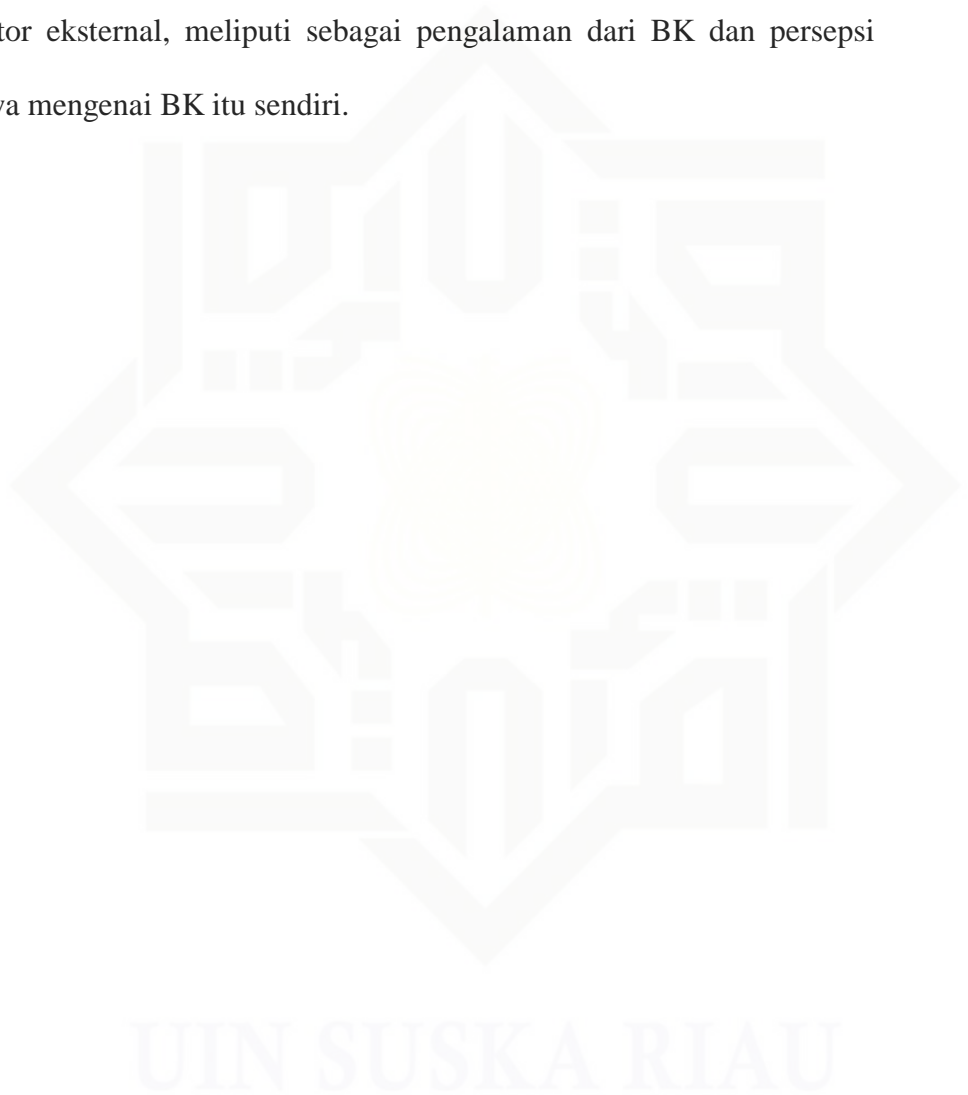 tor eksternal, meliputi sebagai pengalaman dari BK dan persepsi
va mengenai BK itu sendiri.
UIN SUSKA RIAU